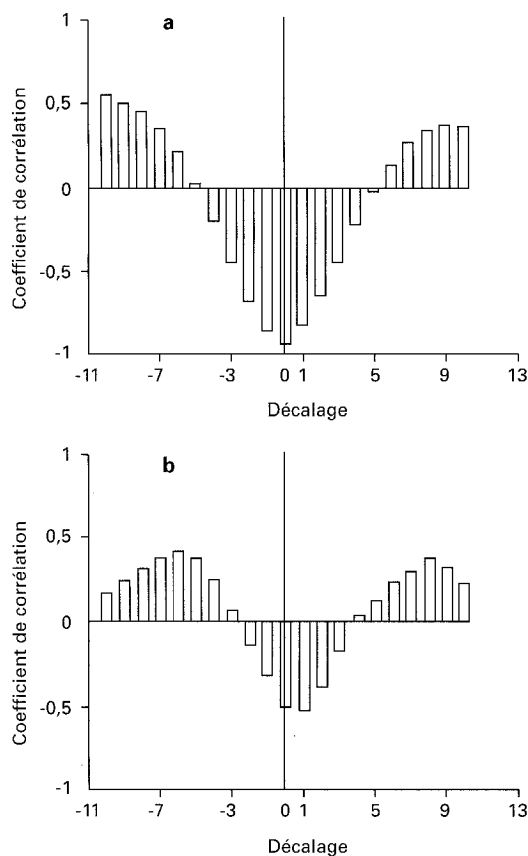 a
1
0,5
0
-0,5
-1
Coefficient de corrélation
-11 -7 -3 0 1 5 9 13
Décalage
b
1
0,5
0
-0,5
-1
Coefficient de corrélation
-11 -7 -3 0 1 5 9 13
Décalage